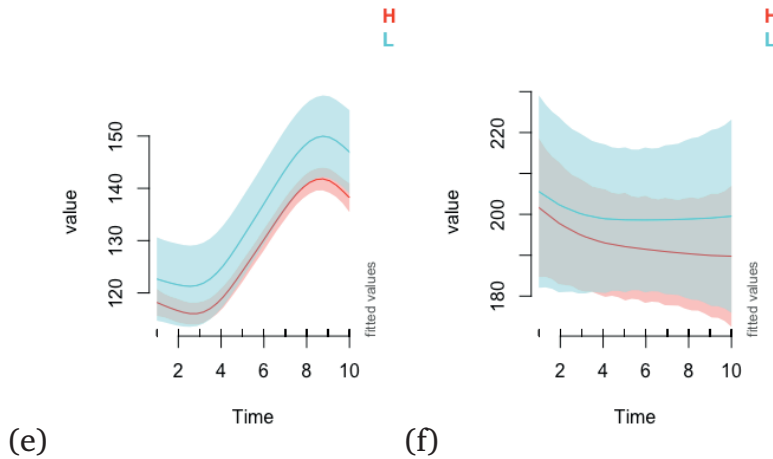 H
L
value
120
130
140
150
2
4
6
8
10
Time
fitted values
(e)
H
L
value
180
200
220
2
4
6
8
10
Time
fitted values
(f)